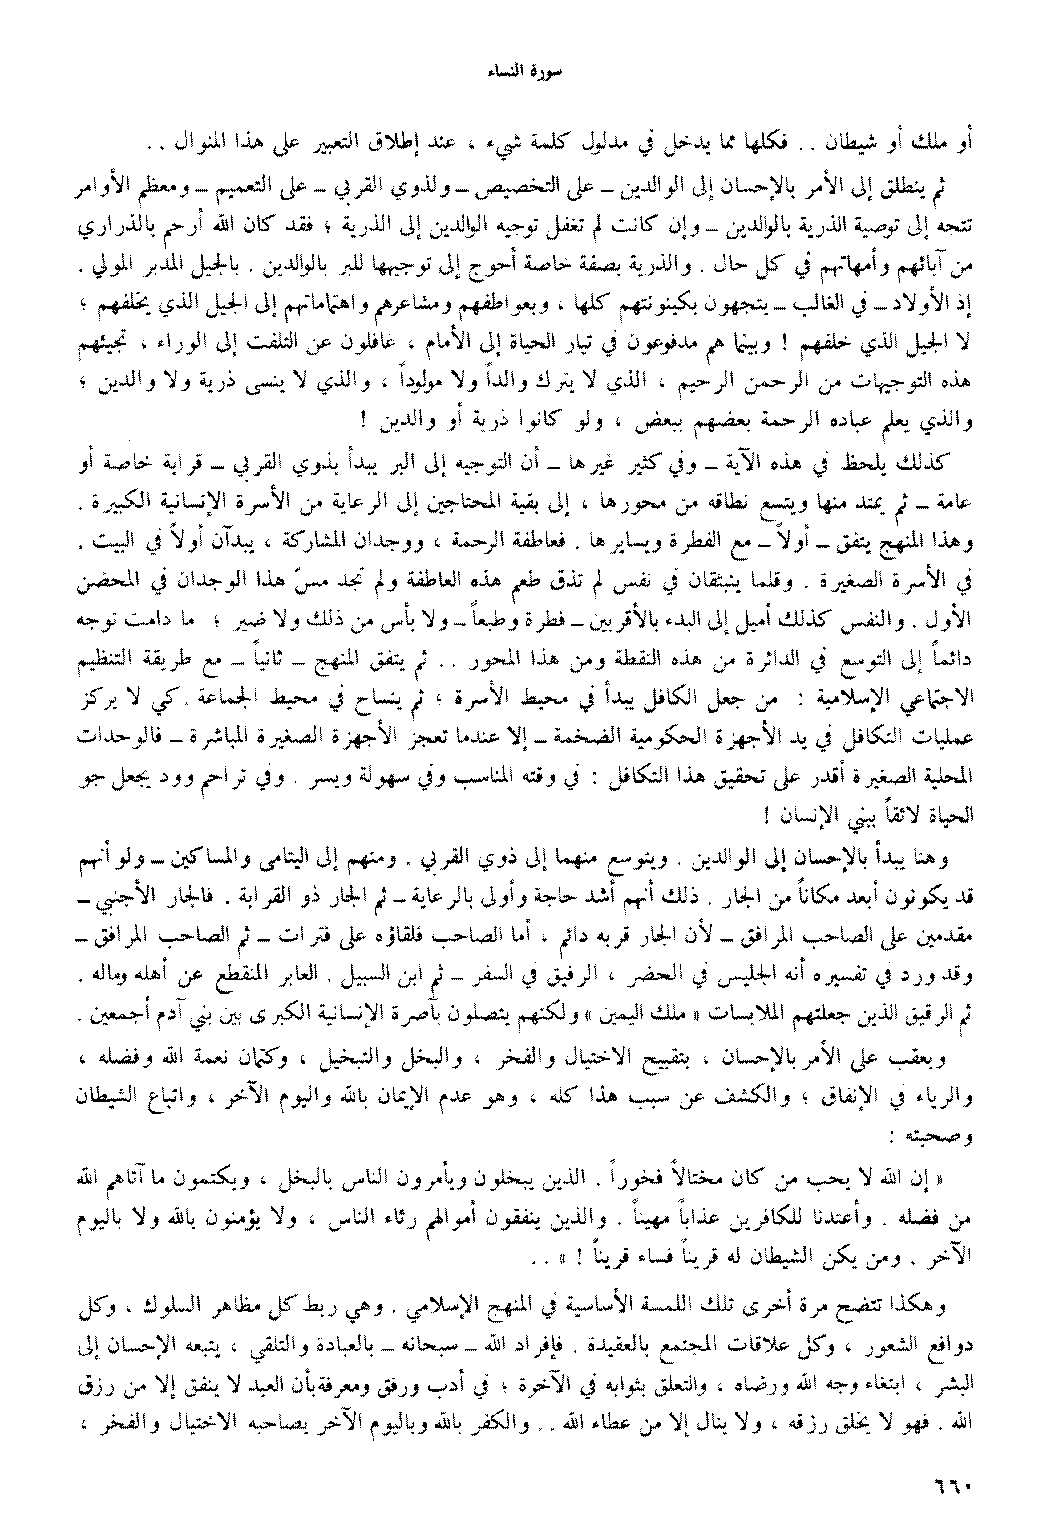 سورة النساء
أو ملك أو شيطان .. فكلها مما يدخل في مدلول كلمة شيء ، عند إطلاق التعبير على هذا المنوال ..
ثم ينطلق إلى الأمر بالإحسان إلى الوالدين – على التخصيص – ولذوي القربى – على التعميم – ومعظم الأوامر
تتجه إلى توصية الذرية بالوالدين – وإن كانت لم تغفل توجيه الوالدين إلى الذرية ؛ فقد كان الله أرحم بالذراري
من آبائهم وأمهاتهم في كل حال . والذرية بصفة خاصة أحوج إلى توجيهها للبر بالوالدين . بالجيل المدبر المولي .
إذ الأولاد – في الغالب – يتجهون بكينونتهم كلها ، وبعواطفهم ومشاعرهم واهتماماتهم إلى الجيل الذي يخلفهم ؛
لا الجيل الذي خلفهم ! وبينما هم مدفوعون في تيار الحياة إلى الأمام ، غافلون عن التلفت إلى الوراء ، تجيئهم
هذه التوجيهات من الرحمن الرحيم ، الذي لا يترك والداً ولا مولوداً ، والذي لا ينسى ذرية ولا والدين ؛
والذي يعلم عباده الرحمة بعضهم ببعض ، ولو كانوا ذرية أو والدين !
كذلك يلحظ في هذه الآية – وفي كثير غيرها – أن التوجيه إلى البر يبدأ بذوي القربى – قرابة خاصة أو
عامة – ثم يمتد منها ويتسع نطاقه من محورها ، إلى بقية المحتاجين إلى الرعاية من الأسرة الإنسانية الكبيرة .
وهذا المنهج يتفق – أولاً – مع الفطرة ويسايرها . فعاطفة الرحمة ، ووجدان المشاركة ، يبدآن أولاً في البيت .
في الأسرة الصغيرة . وقلما ينبثقان في نفس لم تذق طعم هذه العاطفة ولم تجد مسّ هذا الوجدان في المحضن
الأول . والنفس كذلك أميل إلى البدء بالأقربين – فطرة وطبعاً – ولا بأس من ذلك ولا ضير ؛ ما دامت توجه
دائماً إلى التوسع في الدائرة من هذه النقطة ومن هذا المحور .. ثم يتفق المنهج – ثانياً – مع طريقة التنظيم
الاجتماعي الإسلامية : من جعل الكافل يبدأ في محيط الأسرة ؛ ثم ينساح في محيط الجماعة . كي لا يركز
عمليات التكافل في يد الأجهزة الحكومية الضخمة – إلا عندما تعجز الأجهزة الصغيرة المباشرة – فالوحدات
المحلية الصغيرة أقدر على تحقيق هذا التكافل : في وقته المناسب وفي سهولة ويسر . وفي تراحم وود يجعل جو
الحياة لائقاً ببني الإنسان !
وهنا يبدأ بالإحسان إلى الوالدين . ويتوسع منهما إلى ذوي القربى . ومنهم إلى اليتامى والمساكين – ولو أنهم
قد يكونون أبعد مكاناً من الجار . ذلك أنهم أشد حاجة وأولى بالرعاية – ثم الجار ذو القرابة . فالجار الأجنبي –
مقدمين على الصاحب المرافق – لأن الجار قربه دائم ، أما الصاحب فلقاؤه على فترات – ثم الصاحب المرافق –
وقد ورد في تفسيره أنه الجليس في الحضر ، الرفيق في السفر – ثم ابن السبيل . العابر المنقطع عن أهله وماله .
ثم الرقيق الذين جعلتهم الملابسات « ملك اليمين » ولكنهم يتصلون بآصرة الإنسانية الكبرى بين بني آدم أجمعين .
ويعقب على الأمر بالإحسان ، بتقبيح الاختيال والفخر ، والبخل والتبخيل ، وكتمان نعمة الله وفضله ،
والرياء في الإنفاق ؛ والكشف عن سبب هذا كله ، وهو عدم الإيمان بالله واليوم الآخر ، واتباع الشيطان
وصحبته :
« إن الله لا يحب من كان مختالاً فخوراً . الذين يبخلون ويأمرون الناس بالبخل ، ويكتمون ما آتاهم الله
من فضله . وأعتدنا للكافرين عذاباً مهيناً . والذين ينفقون أموالهم رئاء الناس ، ولا يؤمنون بالله ولا باليوم
الآخر . ومن يكن الشيطان له قريناً فساء قريناً ! » ..
وهكذا تتضح مرة أخرى تلك اللمسة الأساسية في المنهج الإسلامي . وهي ربط كل مظاهر السلوك ، وكل
دوافع الشعور ، وكل علاقات المجتمع بالعقيدة . فإفراد الله – سبحانه – بالعبادة والتلقي ، يتبعه الإحسان إلى
البشر ، ابتغاء وجه الله ورضاه ، والتعلق بثوابه في الآخرة ؛ في أدب ورفق ومعرفة بأن العبد لا ينفق إلا من رزق
الله . فهو لا يخلق رزقه ، ولا ينال إلا من عطاء الله .. والكفر بالله وباليوم الآخر يصاحبه الاختيال والفخر ،
٦٦٠